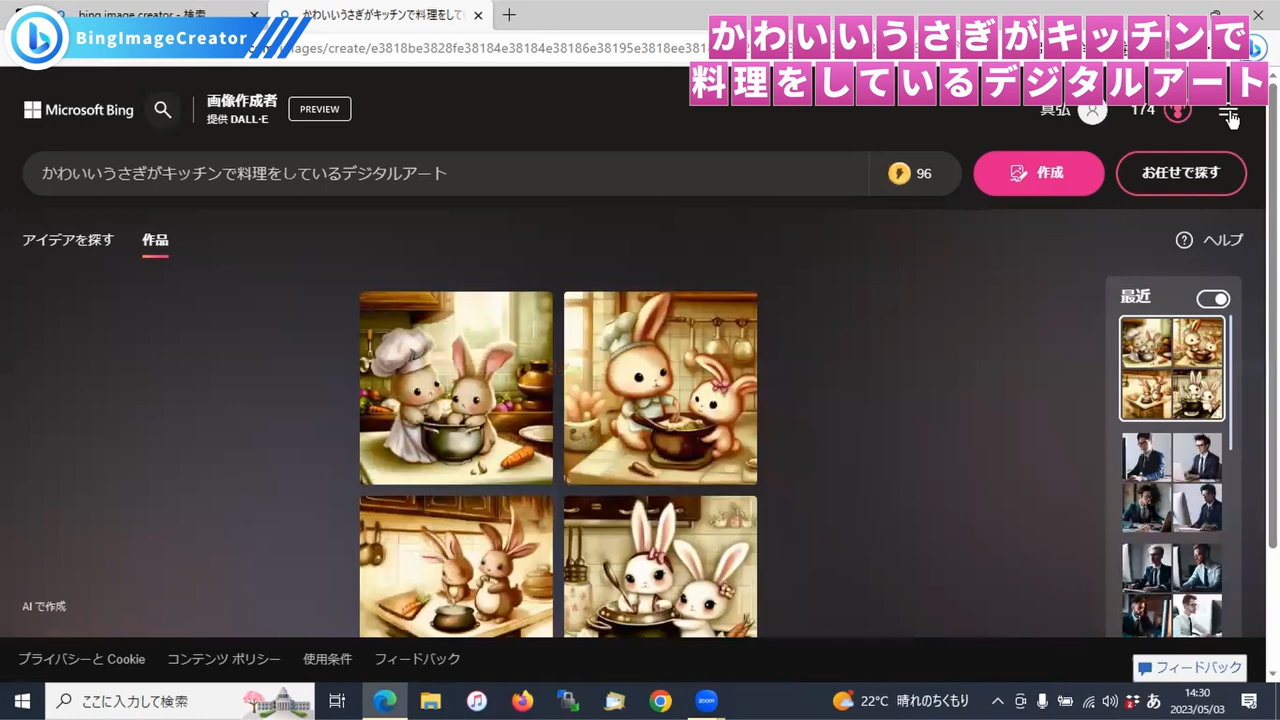 bing image creator - 検索
かわいいうさぎがキッチンで料理をして
BingImageCreator
かわいいうさぎがキッチンで
料理をしているデジタルアート
Microsoft Bing
画像作成者
提供 DALL·E
PREVIEW
174
かわいいうさぎがキッチンで料理をしているデジタルアート
96
作成
お任せで探す
アイデアを探す
作品
ヘルプ
最近
AI で作成
プライバシーと Cookie
コンテンツ ポリシー
使用条件
フィードバック
フィードバック
ここに入力して検索
zoom
22°C 晴れのちくもり
あ
14:30
2023/05/03